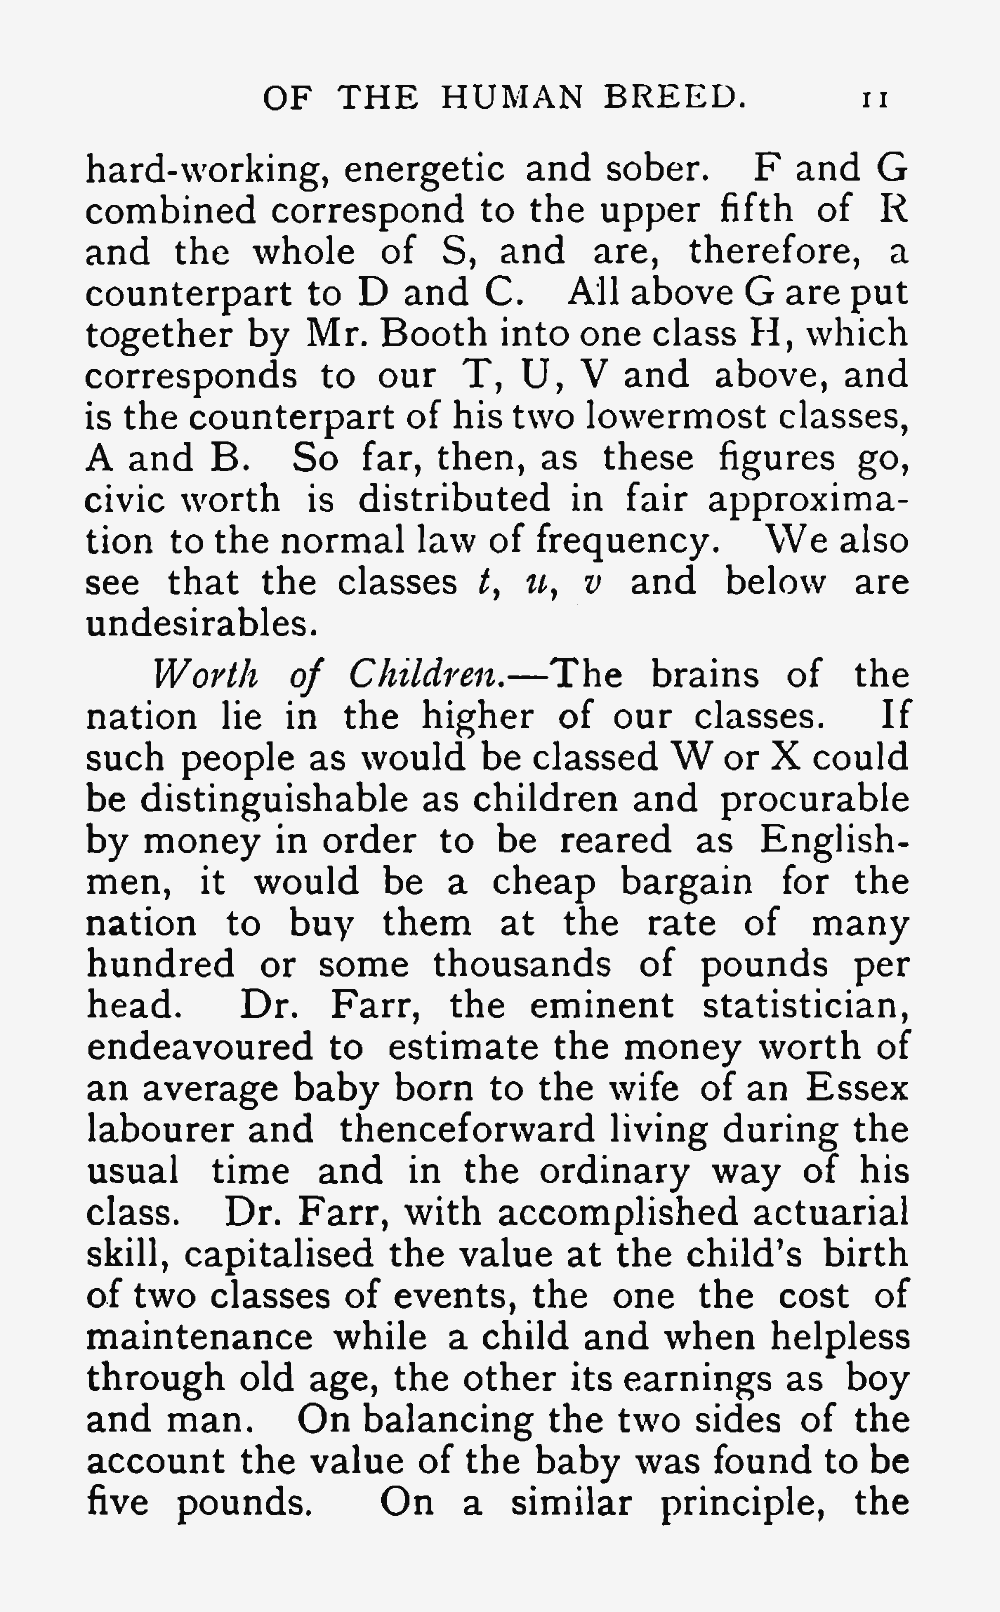 OF THE HUMAN BREED. 11
hard-working, energetic and sober. F and G
combined correspond to the upper fifth of R
and the whole of S, and are, therefore, a
counterpart to D and C. All above G are put
together by Mr. Booth into one class H, which
corresponds to our T, U, V and above, and
is the counterpart of his two lowermost classes,
A and B. So far, then, as these figures go,
civic worth is distributed in fair approxima-
tion to the normal law of frequency. We also
see that the classes t, u, v and below are
undesirables.
Worth of Children.—The brains of the
nation lie in the higher of our classes. If
such people as would be classed W or X could
be distinguishable as children and procurable
by money in order to be reared as English-
men, it would be a cheap bargain for the
nation to buy them at the rate of many
hundred or some thousands of pounds per
head. Dr. Farr, the eminent statistician,
endeavoured to estimate the money worth of
an average baby born to the wife of an Essex
labourer and thenceforward living during the
usual time and in the ordinary way of his
class. Dr. Farr, with accomplished actuarial
skill, capitalised the value at the child's birth
of two classes of events, the one the cost of
maintenance while a child and when helpless
through old age, the other its earnings as boy
and man. On balancing the two sides of the
account the value of the baby was found to be
five pounds. On a similar principle, the